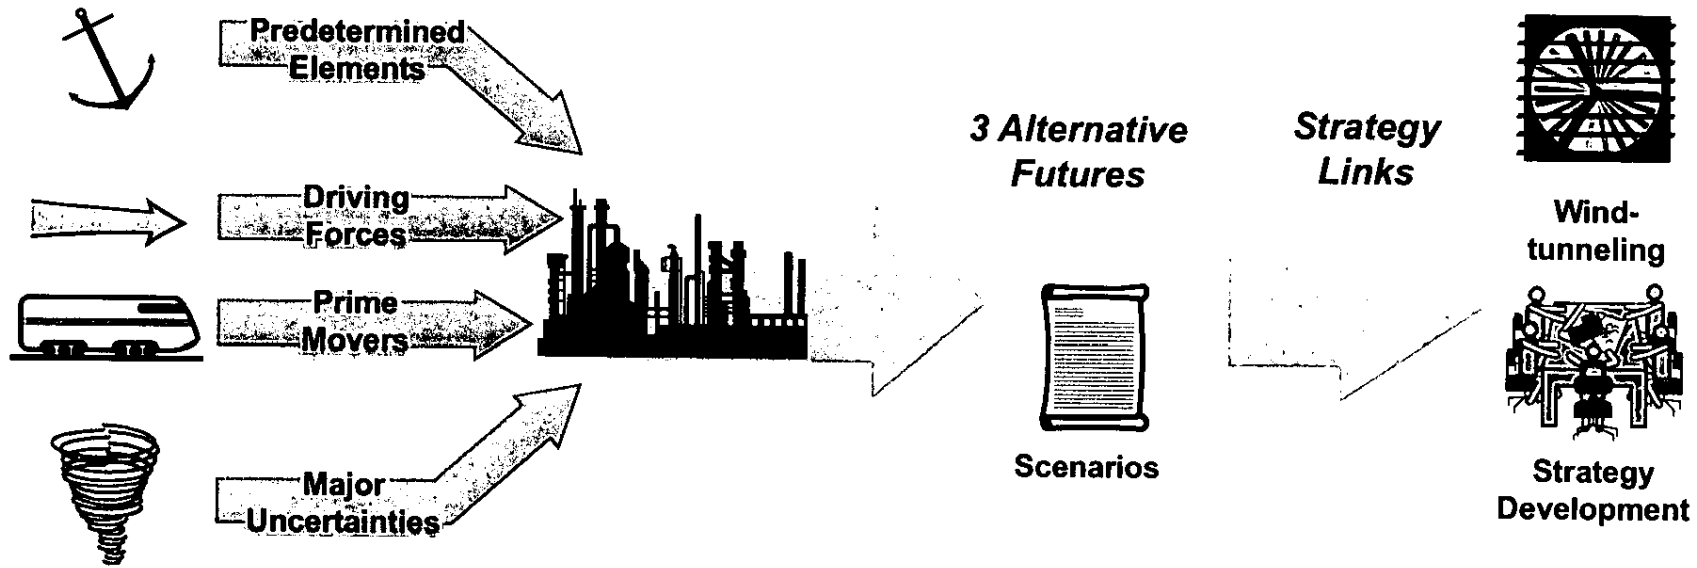 Predetermined
Elements
Driving
Forces
Prime
Movers
Major
Uncertainties
3 Alternative
Futures
Scenarios
Strategy
Links
Wind-
tunneling
Strategy
Development